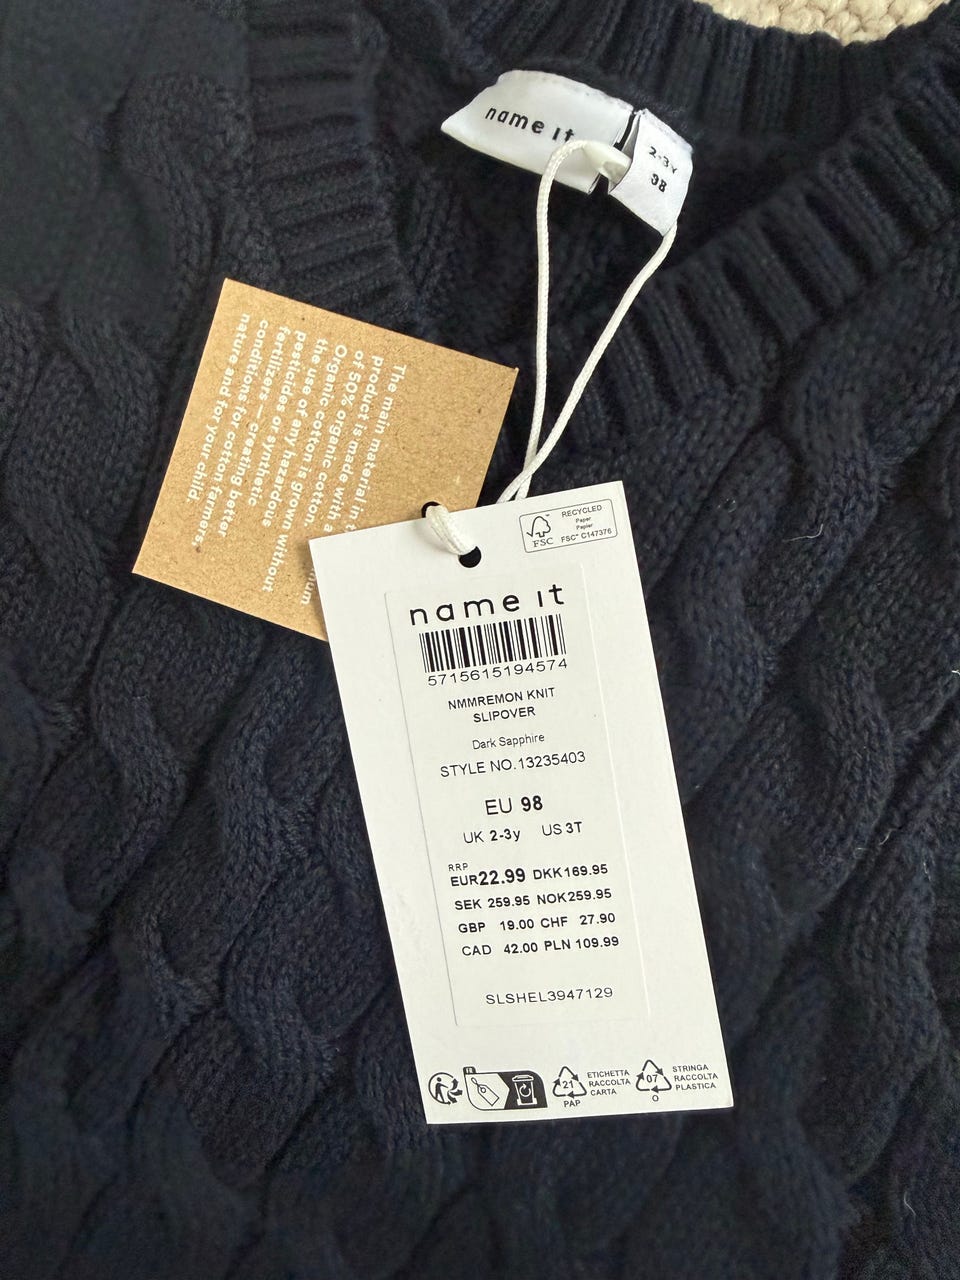 name it
2-3Y
98
The main material in t
product is made with a
mum
of 50% organic cotton.
Organic cotton is grown without
the use of any hazardous
pesticides or synthetic
fertilizers – creating better
conditions for cotton farmers,
nature and for your child.
RECYCLED
Paper
Papier
FSC® C147376
FSC
name it
5715615194574
NMMREMON KNIT
SLIPOVER
Dark Sapphire
STYLE NO.13235403
EU 98
UK 2-3y US 3T
RRP
EUR22.99 DKK169.95
SEK 259.95 NOK259.95
GBP 19.00 CHF 27.90
CAD 42.00 PLN 109.99
SLSHEL3947129
FR
21
PAP
ETICHETTA
RACCOLTA
CARTA
07
O
STRINGA
RACCOLTA
PLASTICA